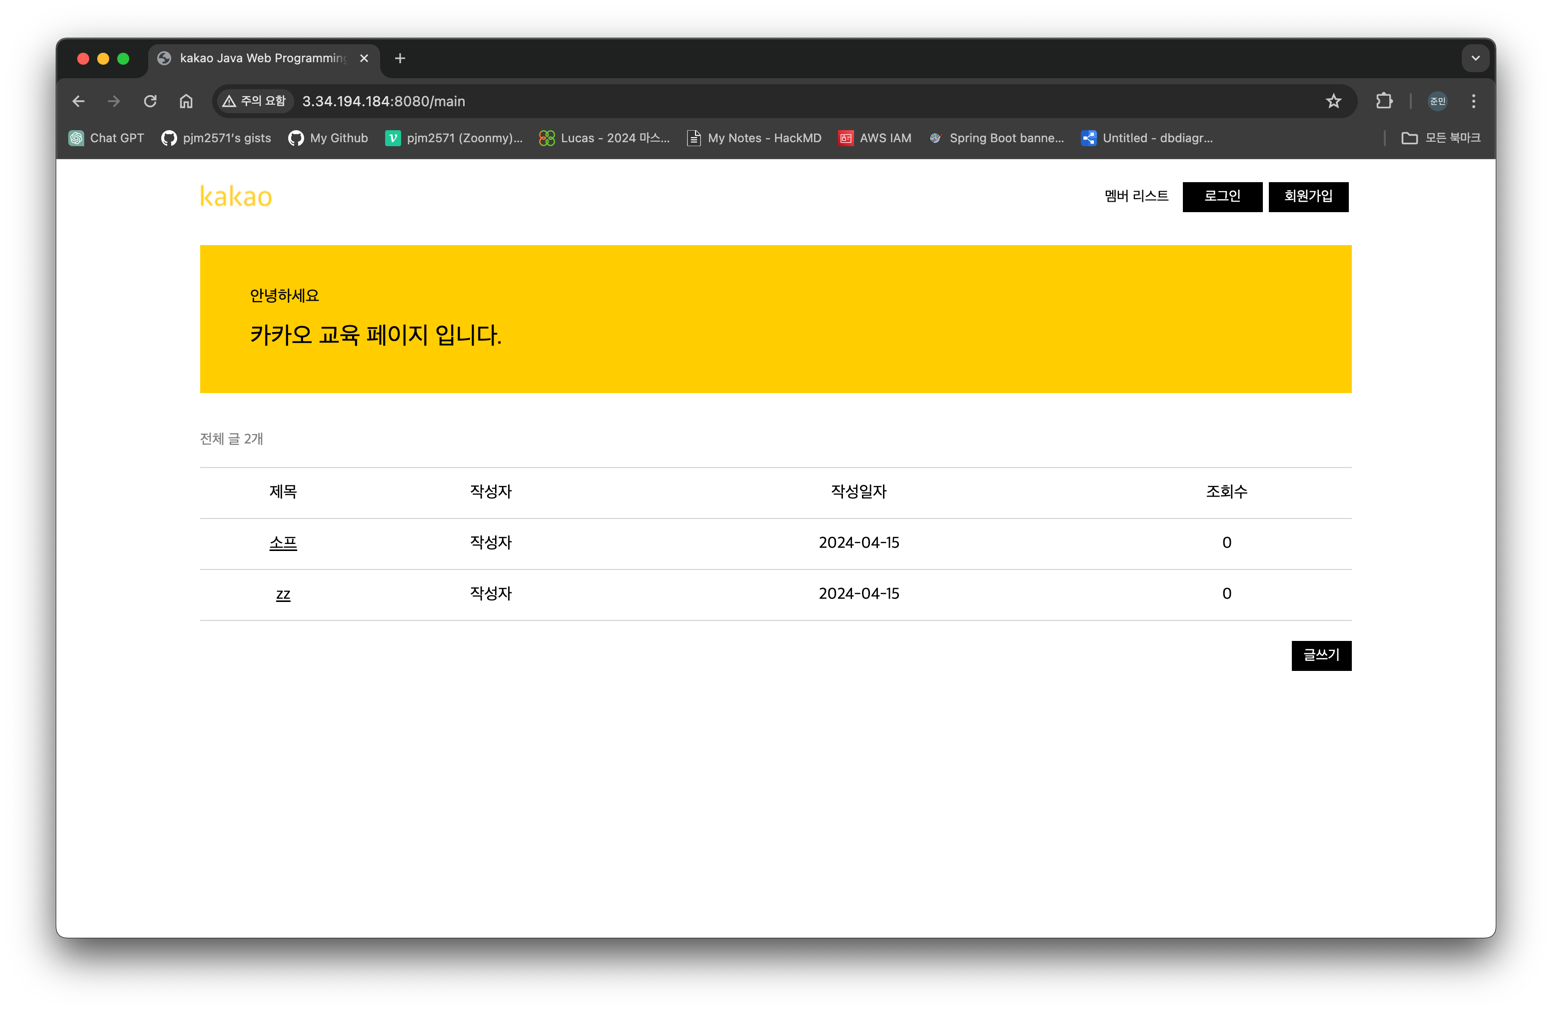 kakao Java Web Programming
주의 요함 3.34.194.184:8080/main 준민
Chat GPT pjm2571's gists My Github pjm2571 (Zoonmy)... Lucas - 2024 마스... My Notes - HackMD AWS IAM Spring Boot banne... Untitled - dbdiagr... 모든 북마크
kakao 멤버 리스트 로그인 회원가입
안녕하세요
카카오 교육 페이지 입니다.
전체 글 2개
제목 작성자 작성일자 조회수
소프 작성자 2024-04-15 0
zz 작성자 2024-04-15 0
글쓰기